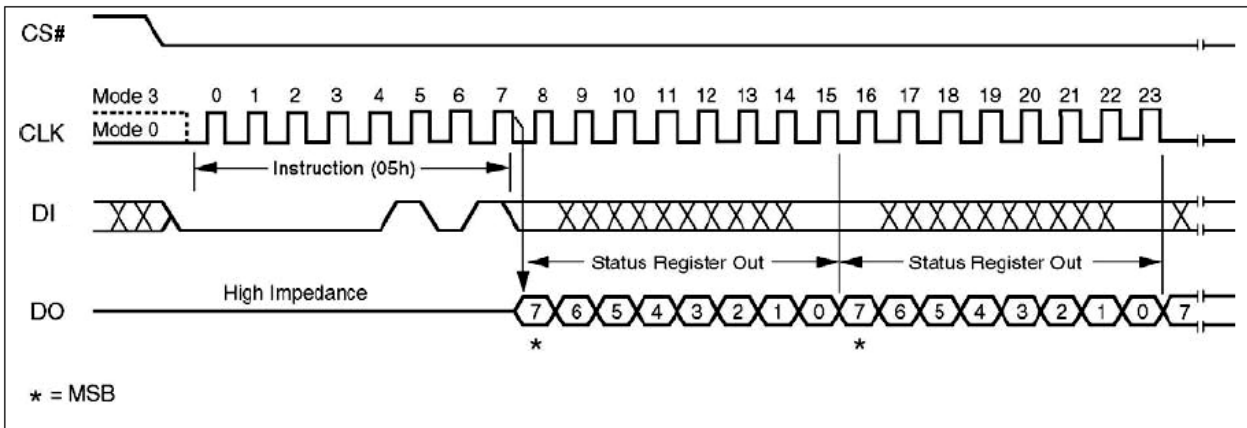 CS#
Mode 3 0 1 2 3 4 5 6 7 8 9 10 11 12 13 14 15 16 17 18 19 20 21 22 23
CLK Mode 0
Instruction (05h)
DI
Status Register Out Status Register Out
High Impedance
DO 7 6 5 4 3 2 1 0 7 6 5 4 3 2 1 0 7
* *
* = MSB